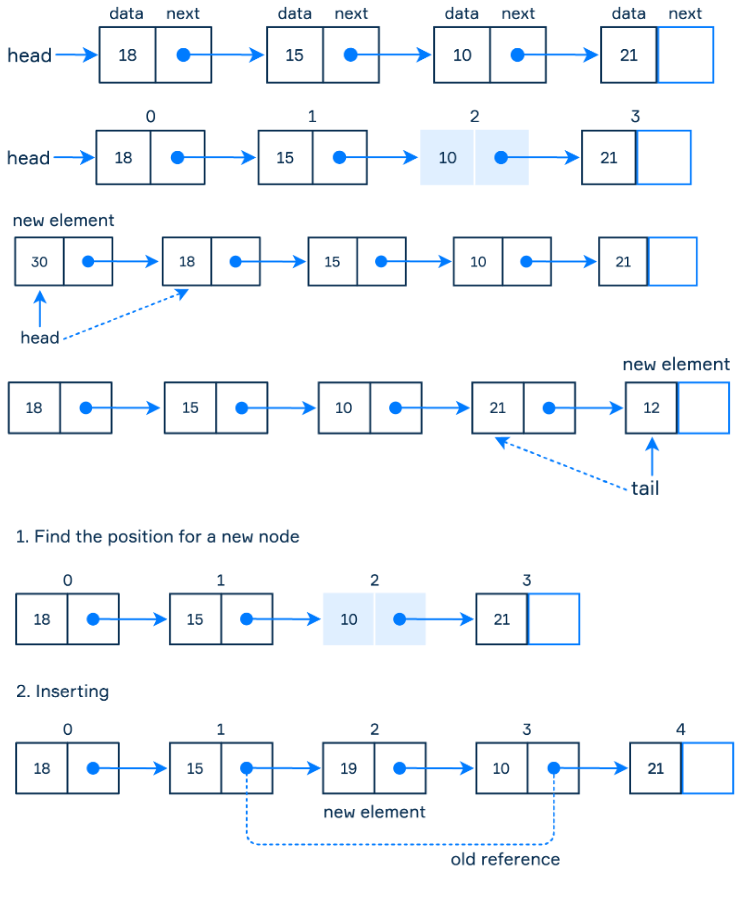 data next data next data next data next
head 18 15 10 21
0 1 2 3
head 18 15 10 21
new element
30 18 15 10 21
head
new element
18 15 10 21 12
tail
1. Find the position for a new node
0 1 2 3
18 15 10 21
2. Inserting
0 1 2 3 4
18 15 19 10 21
new element
old reference